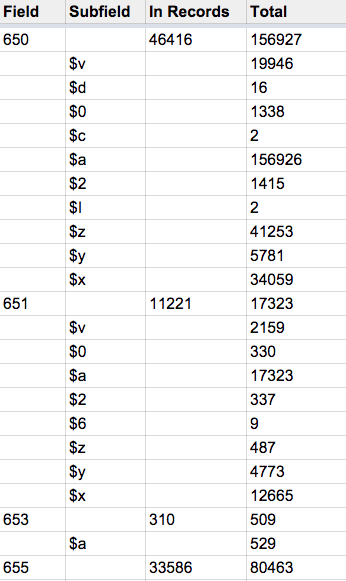 Field Subfield In Records Total
650 46416 156927
$v 19946
$d 16
$0 1338
$c 2
$a 156926
$2 1415
$l 2
$z 41253
$y 5781
$x 34059
651 11221 17323
$v 2159
$0 330
$a 17323
$2 337
$6 9
$z 487
$y 4773
$x 12665
653 310 509
$a 529
655 33586 80463